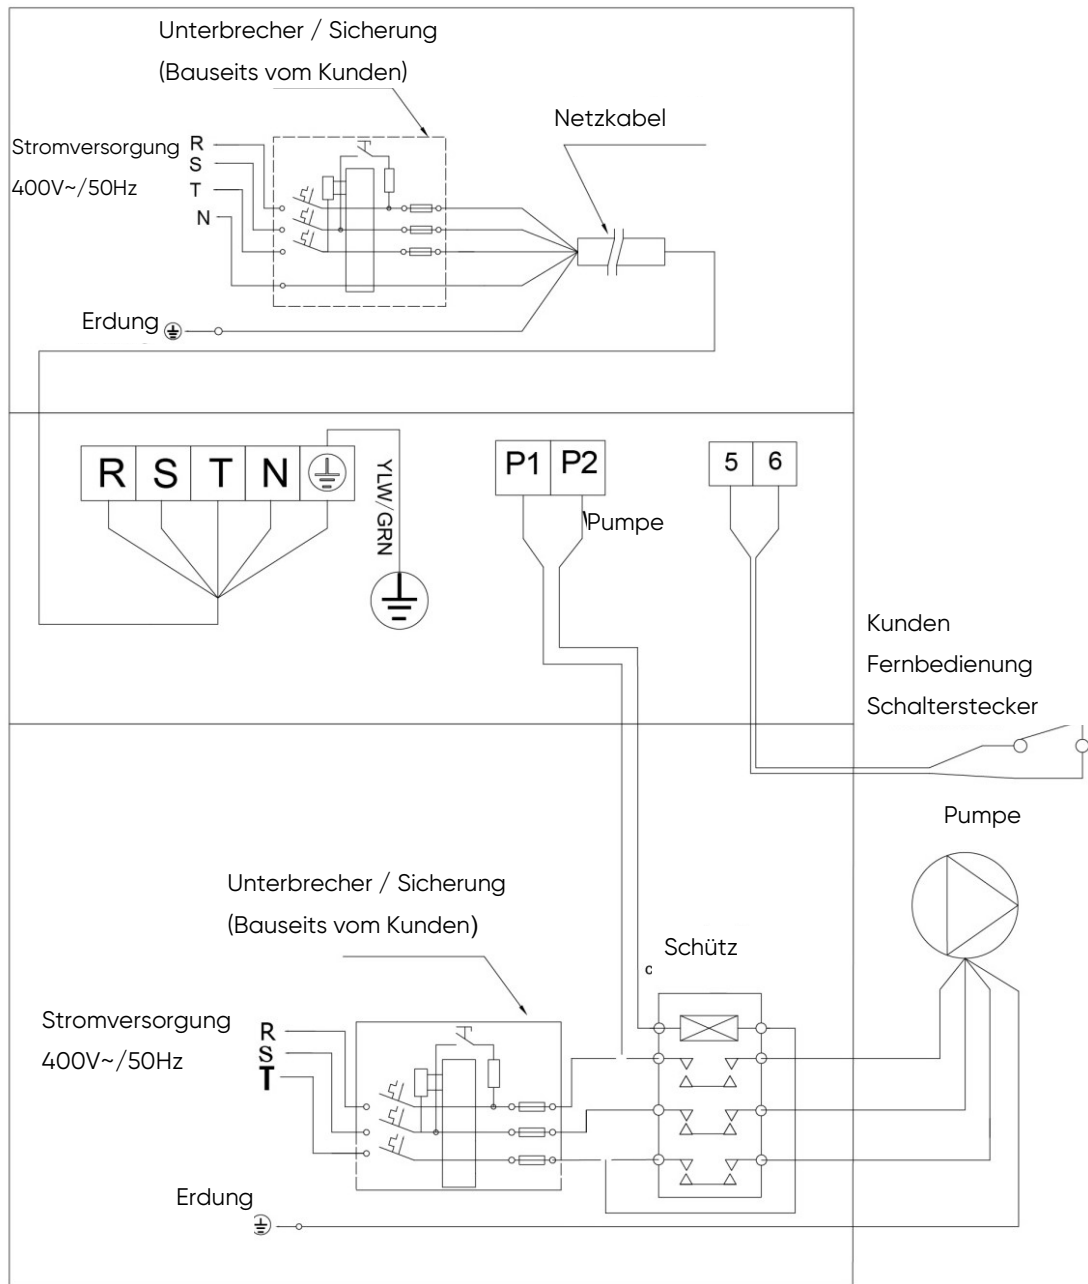 Unterbrecher / Sicherung
(Bauseits vom Kunden)
Netzkabel
Stromversorgung
400V~/50Hz
R
S
T
N
Erdung
R S T N
YLW/GRN
P1 P2
Pumpe
5 6
Kunden
Fernbedienung
Schalterstecker
Pumpe
Unterbrecher / Sicherung
(Bauseits vom Kunden)
Schütz
Stromversorgung
400V~/50Hz
R
S
T
Erdung